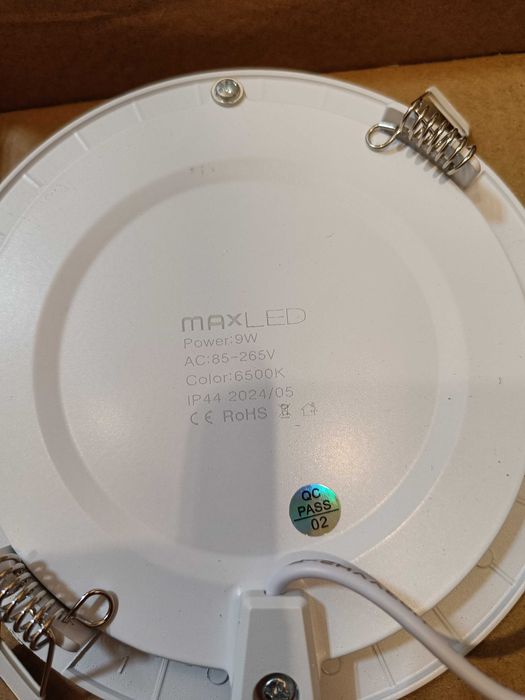 MAXLED
Power:9W
AC:85-265V
Color:6500K
IP44 2024/05
CE RoHS
QC
PASS
02